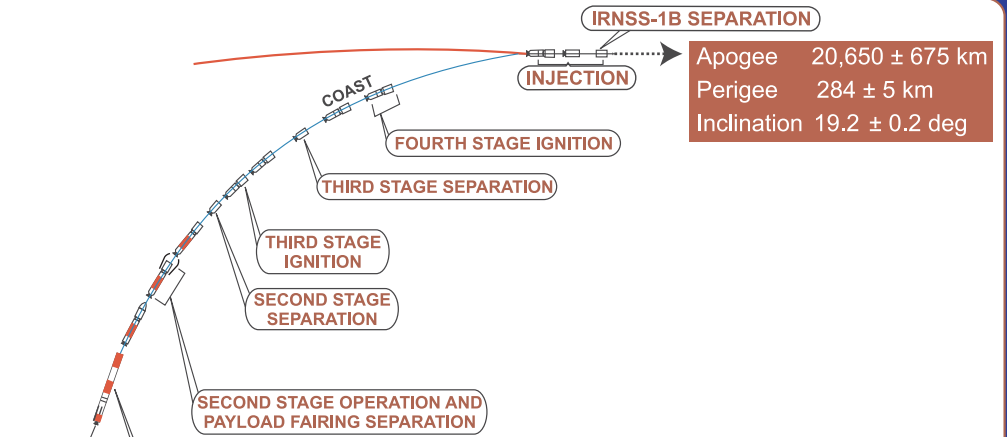 IRNSS-1B SEPARATION
Apogee 20,650 ± 675 km
Perigee 284 ± 5 km
Inclination 19.2 ± 0.2 deg
INJECTION
COAST
FOURTH STAGE IGNITION
THIRD STAGE SEPARATION
THIRD STAGE
IGNITION
SECOND STAGE
SEPARATION
SECOND STAGE OPERATION AND
PAYLOAD FAIRING SEPARATION